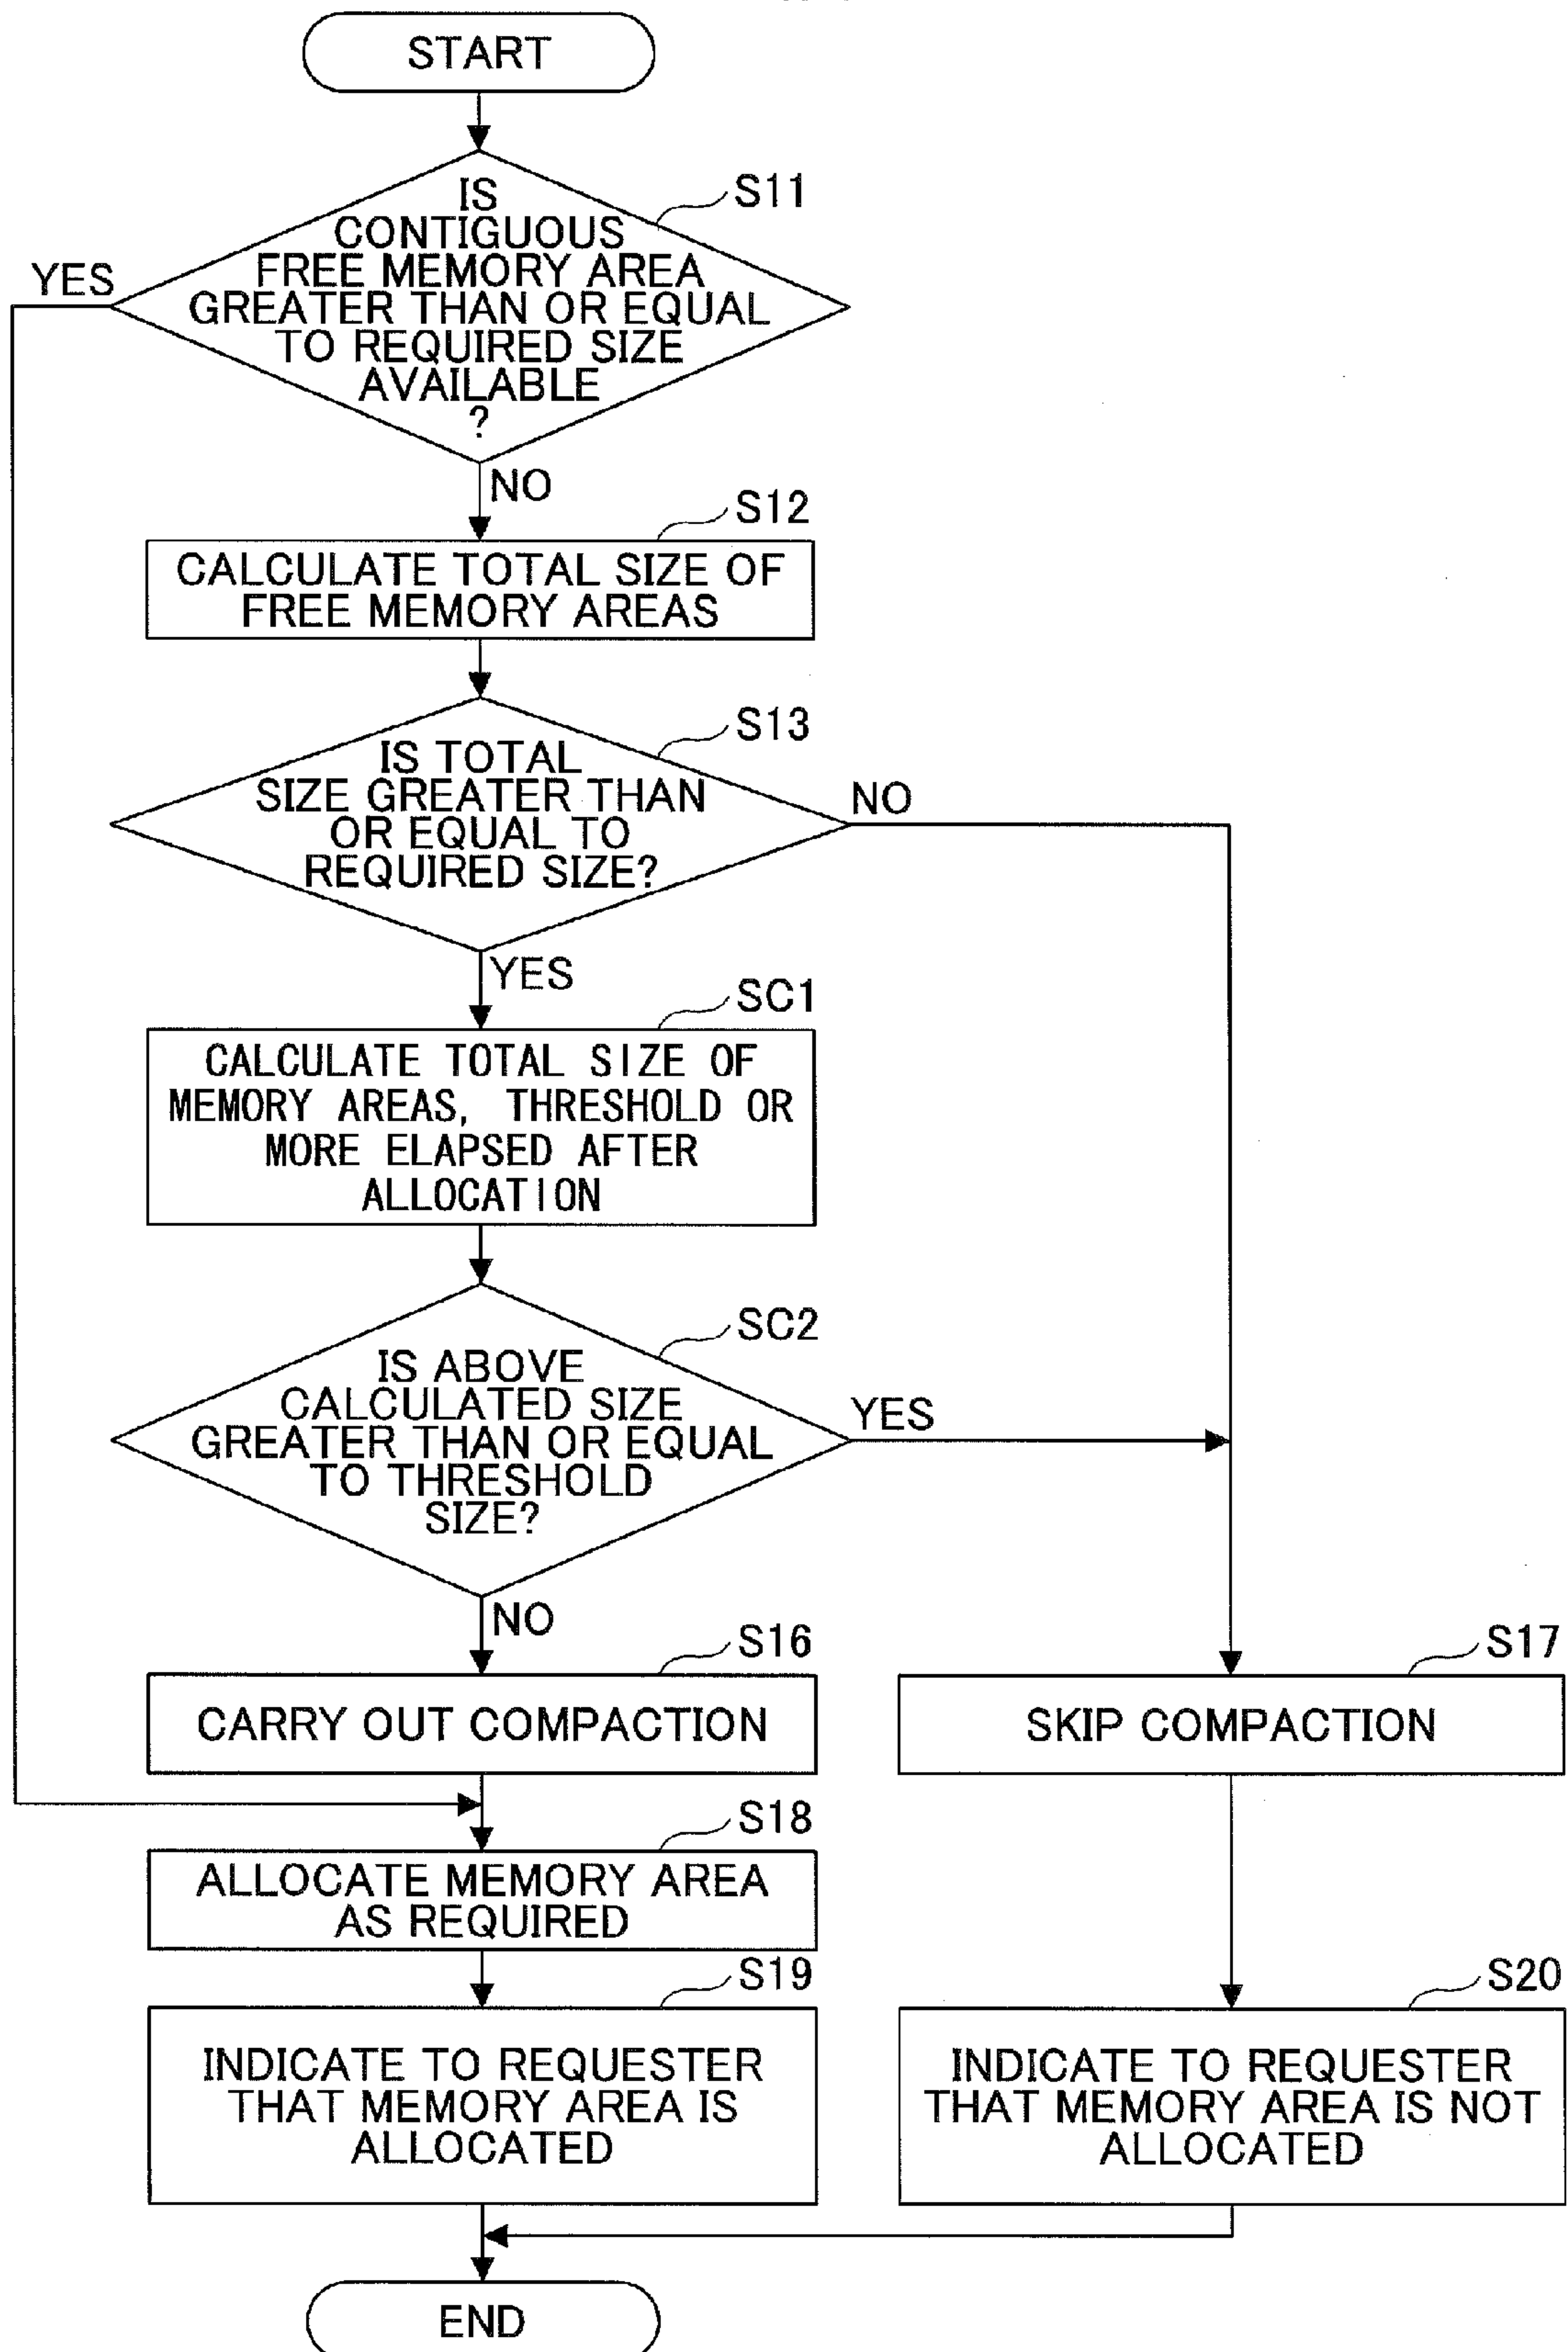 START
S11
IS
CONTIGUOUS
FREE MEMORY AREA
GREATER THAN OR EQUAL
TO REQUIRED SIZE
AVAILABLE
?
YES
NO
S12
CALCULATE TOTAL SIZE OF
FREE MEMORY AREAS
S13
IS TOTAL
SIZE GREATER THAN
OR EQUAL TO
REQUIRED SIZE?
NO
YES
SC1
CALCULATE TOTAL SIZE OF
MEMORY AREAS, THRESHOLD OR
MORE ELAPSED AFTER
ALLOCATION
SC2
IS ABOVE
CALCULATED SIZE
GREATER THAN OR EQUAL
TO THRESHOLD
SIZE?
YES
NO
S16
CARRY OUT COMPACTION
S17
SKIP COMPACTION
S18
ALLOCATE MEMORY AREA
AS REQUIRED
S19
INDICATE TO REQUESTER
THAT MEMORY AREA IS
ALLOCATED
S20
INDICATE TO REQUESTER
THAT MEMORY AREA IS NOT
ALLOCATED
END